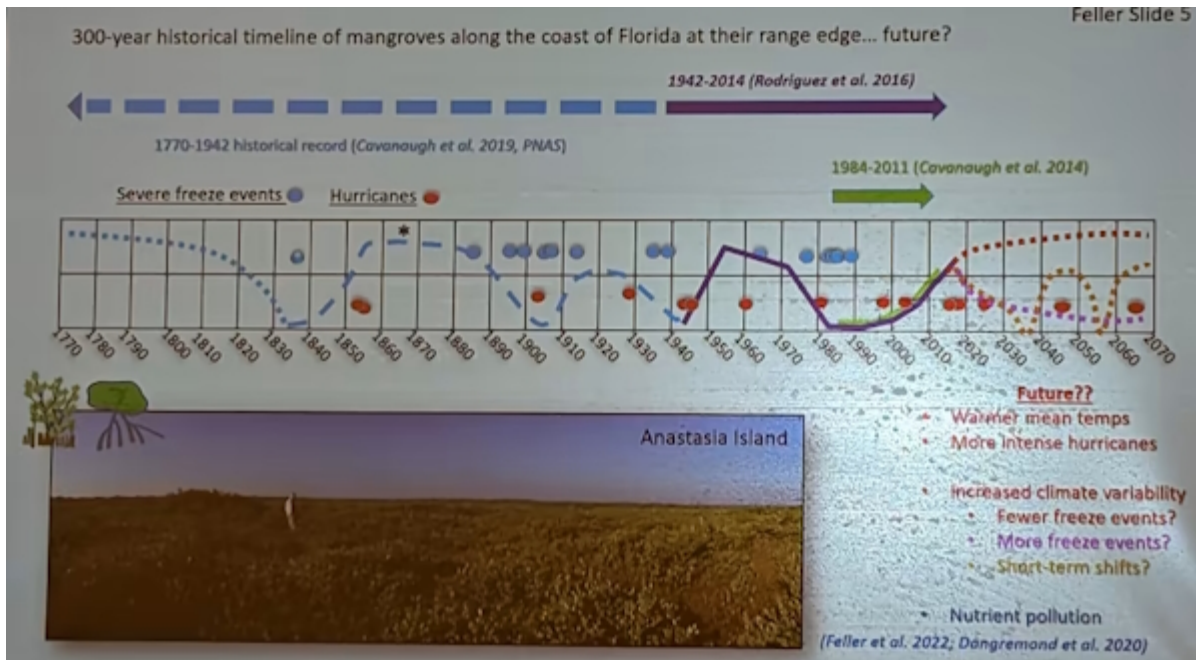 Feller Slide 5
300-year historical timeline of mangroves along the coast of Florida at their range edge... future?
1942-2014 (Rodriguez et al. 2016)
1770-1942 historical record (Cavanaugh et al. 2019, PNAS)
1984-2011 (Cavanaugh et al. 2014)
Severe freeze events
Hurricanes
*
1770 1780 1790 1800 1810 1820 1830 1840 1850 1860 1870 1880 1890 1900 1910 1920 1930 1940 1950 1960 1970 1980 1990 2000 2010 2020 2030 2040 2050 2060 2070
Anastasia Island
Future??
Warmer mean temps
More intense hurricanes
Increased climate variability
Fewer freeze events?
More freeze events?
Short-term shifts?
Nutrient pollution
(Feller et al. 2022; Dangremond et al. 2020)